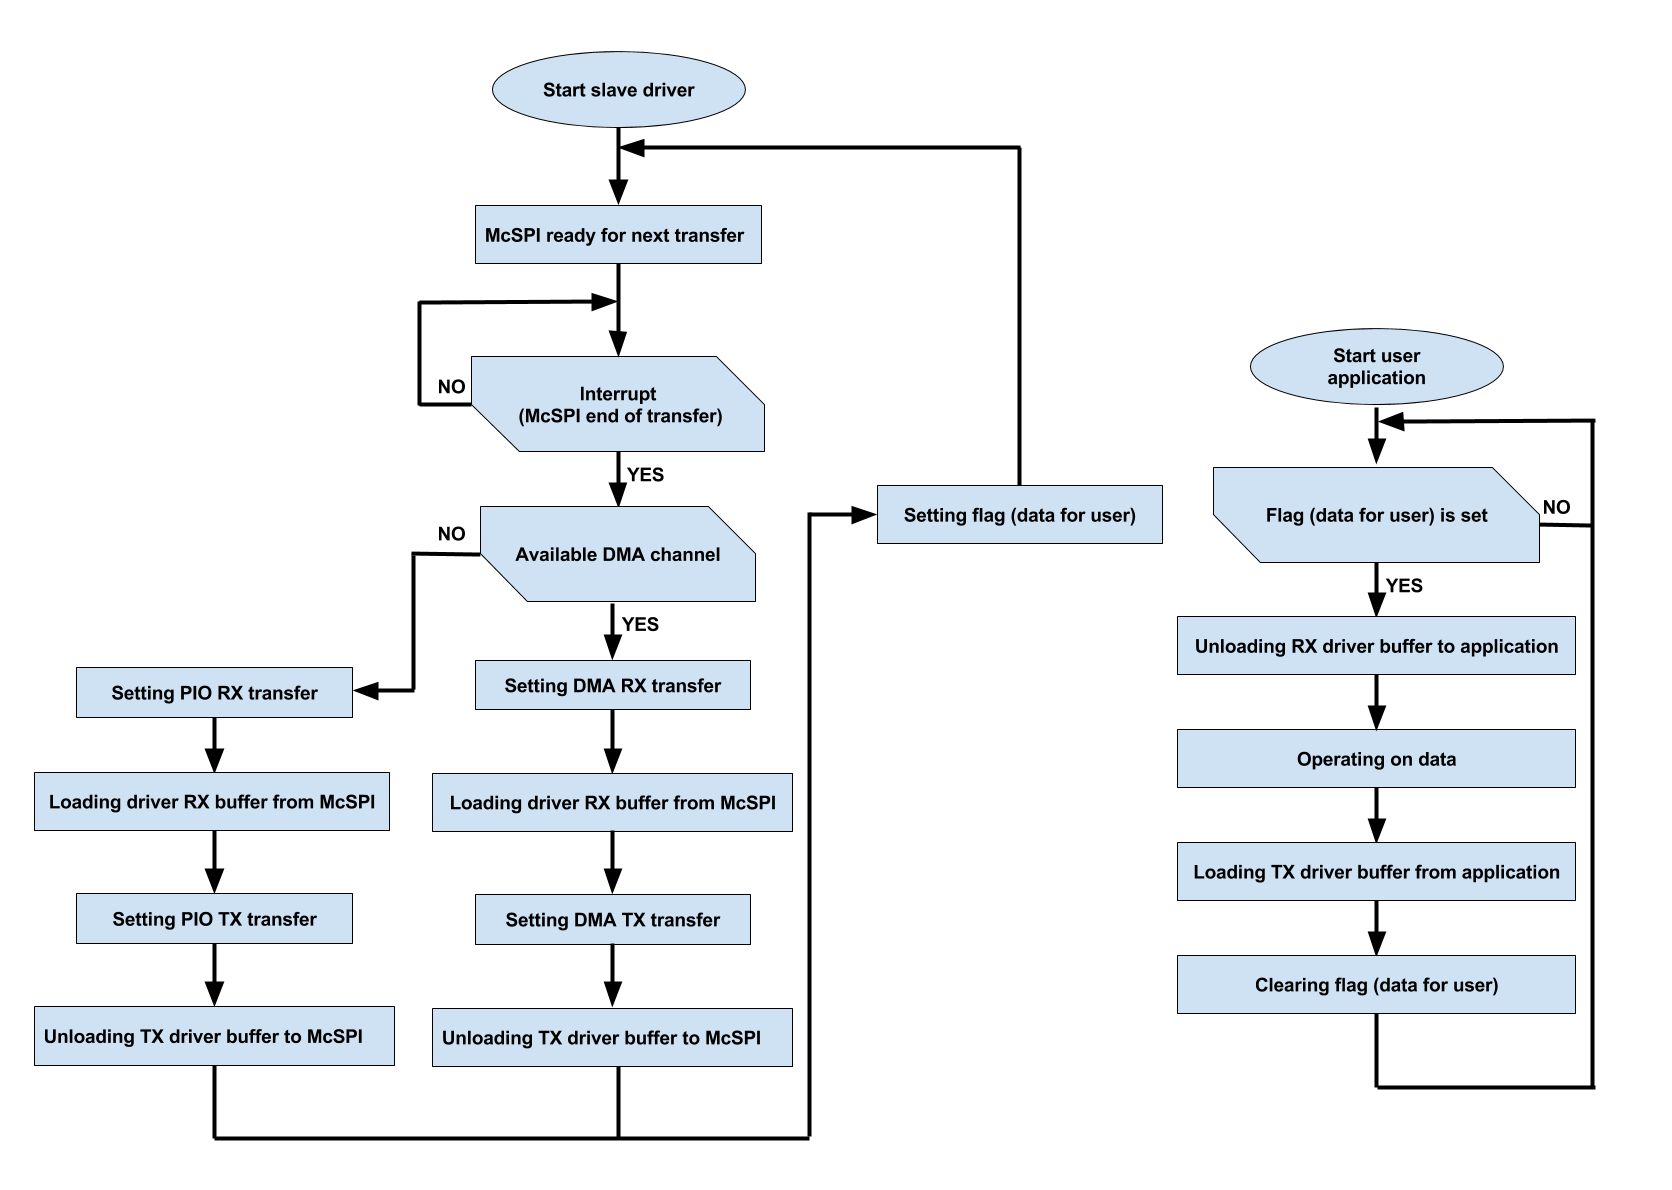 Start slave driver
McSPI ready for next transfer
NO
Interrupt
(McSPI end of transfer)
YES
NO
Available DMA channel
YES
Setting PIO RX transfer
Loading driver RX buffer from McSPI
Setting PIO TX transfer
Unloading TX driver buffer to McSPI
Setting DMA RX transfer
Loading driver RX buffer from McSPI
Setting DMA TX transfer
Unloading TX driver buffer to McSPI
Setting flag (data for user)
Start user
application
Flag (data for user) is set
NO
YES
Unloading RX driver buffer to application
Operating on data
Loading TX driver buffer from application
Clearing flag (data for user)